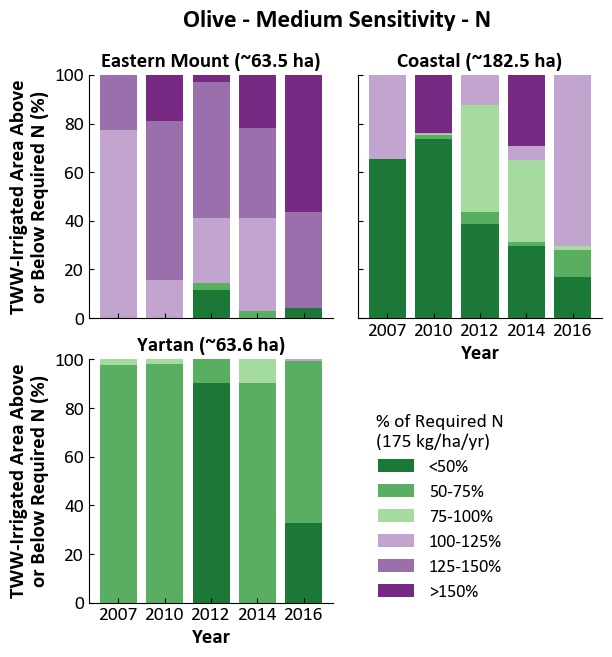 Olive - Medium Sensitivity - N
Eastern Mount (~63.5 ha)
Coastal (~182.5 ha)
TWW-Irrigated Area Above
or Below Required N (%)
100
80
60
40
20
0
2007 2010 2012 2014 2016
Year
Yartan (~63.6 ha)
TWW-Irrigated Area Above
or Below Required N (%)
100
80
60
40
20
0
2007 2010 2012 2014 2016
Year
% of Required N
(175 kg/ha/yr)
<50%
50-75%
75-100%
100-125%
125-150%
>150%